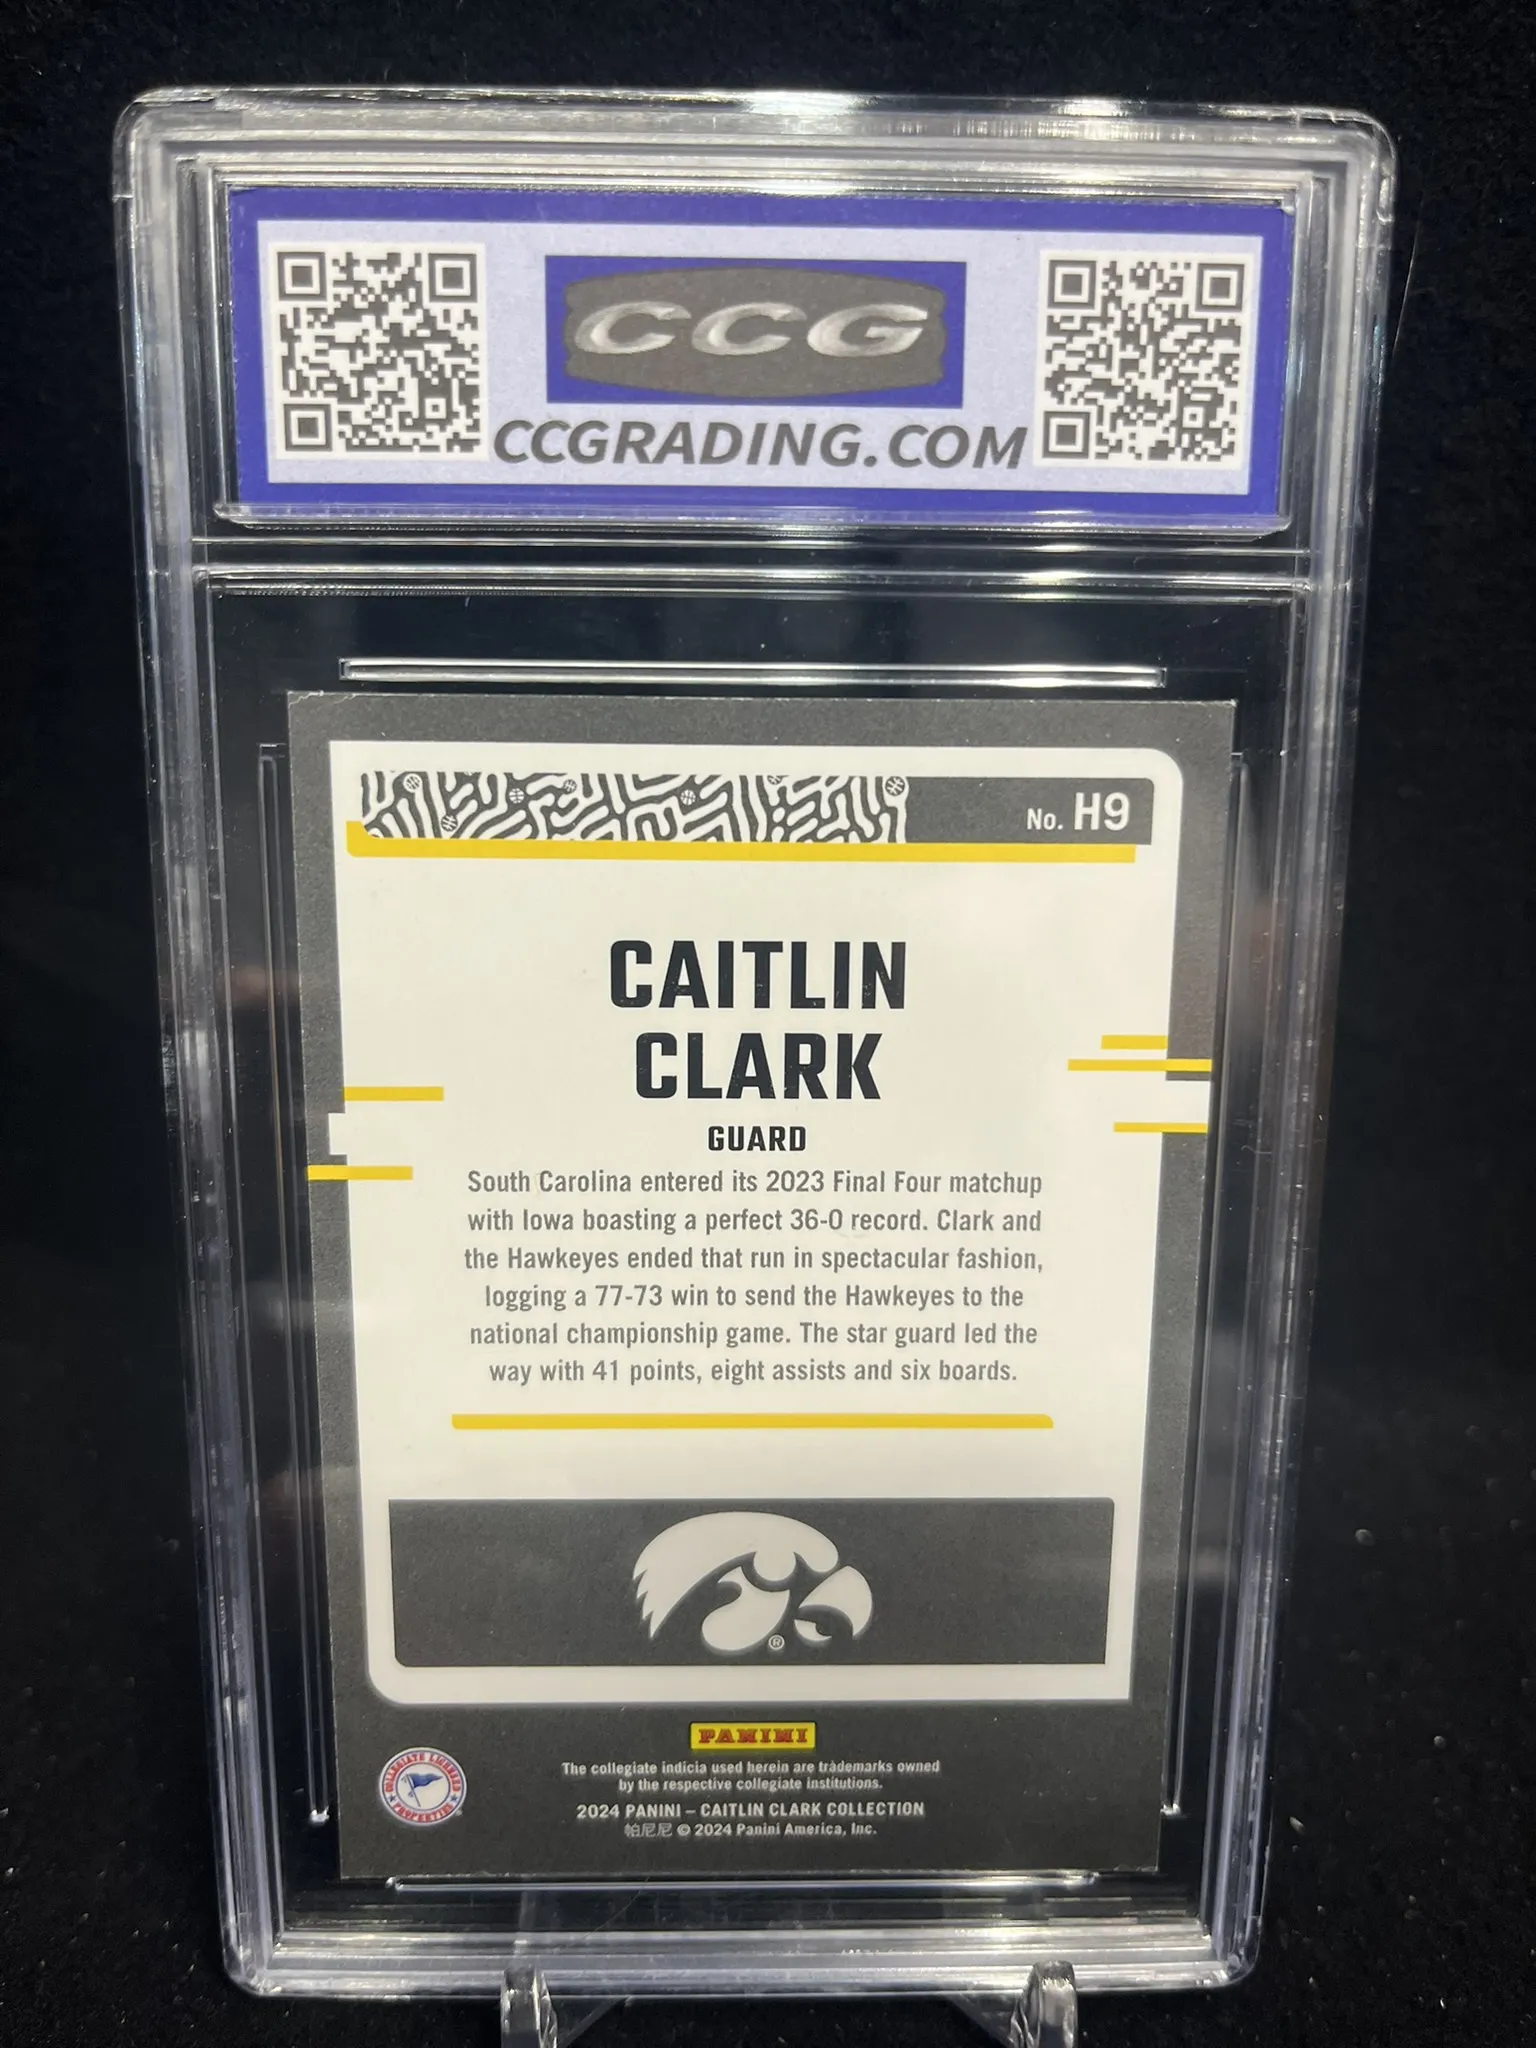 CCG
CCGRADING.COM
No. H9
CAITLIN
CLARK
GUARD
South Carolina entered its 2023 Final Four matchup
with Iowa boasting a perfect 36-0 record. Clark and
the Hawkeyes ended that run in spectacular fashion,
logging a 77-73 win to send the Hawkeyes to the
national championship game. The star guard led the
way with 41 points, eight assists and six boards.
®
PANINI
COLLEGIATE LICENSED
PROPERTIES
The collegiate indicia used herein are trademarks owned
by the respective collegiate institutions.
2024 PANINI – CAITLIN CLARK COLLECTION
帕尼尼 © 2024 Panini America, Inc.